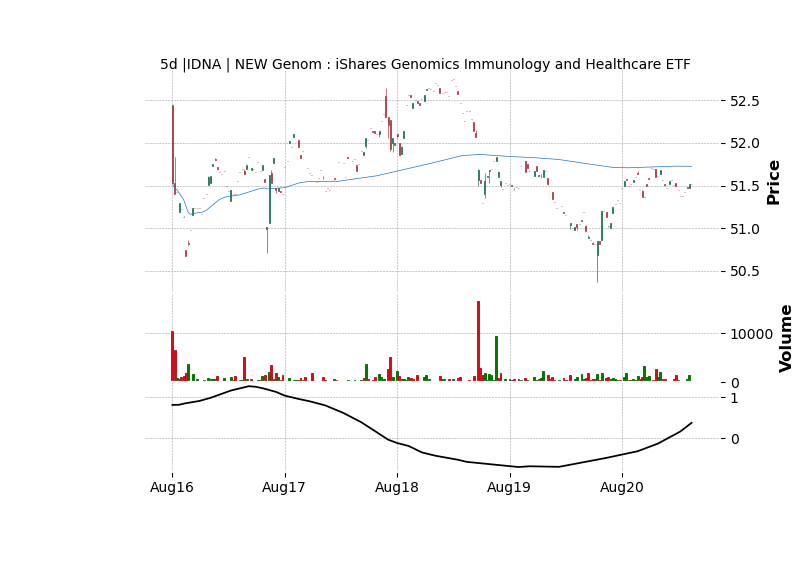 5d |IDNA | NEW Genom : iShares Genomics Immunology and Healthcare ETF
52.5
52.0
51.5
51.0
50.5
Price
10000
0
Volume
1
0
Aug16 Aug17 Aug18 Aug19 Aug20